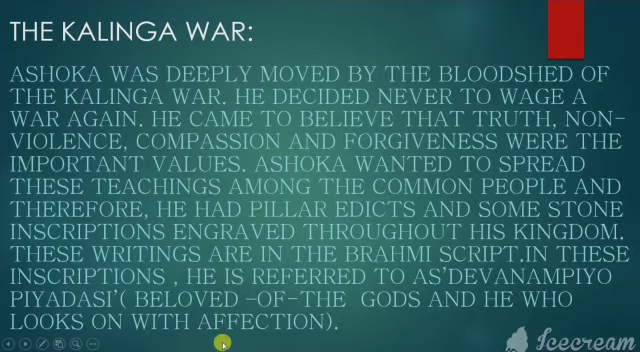 THE KALINGA WAR:
ASHOKA WAS DEEPLY MOVED BY THE BLOODSHED OF
THE KALINGA WAR. HE DECIDED NEVER TO WAGE A
WAR AGAIN. HE CAME TO BELIEVE THAT TRUTH, NON-
VIOLENCE, COMPASSION AND FORGIVENESS WERE THE
IMPORTANT VALUES. ASHOKA WANTED TO SPREAD
THESE TEACHINGS AMONG THE COMMON PEOPLE AND
THEREFORE, HE HAD PILLAR EDICTS AND SOME STONE
INSCRIPTIONS ENGRAVED THROUGHOUT HIS KINGDOM.
THESE WRITINGS ARE IN THE BRAHMI SCRIPT.IN THESE
INSCRIPTIONS , HE IS REFERRED TO AS'DEVANAMPIYO
PIYADASI'( BELOVED -OF-THE GODS AND HE WHO
LOOKS ON WITH AFFECTION).
Icecream